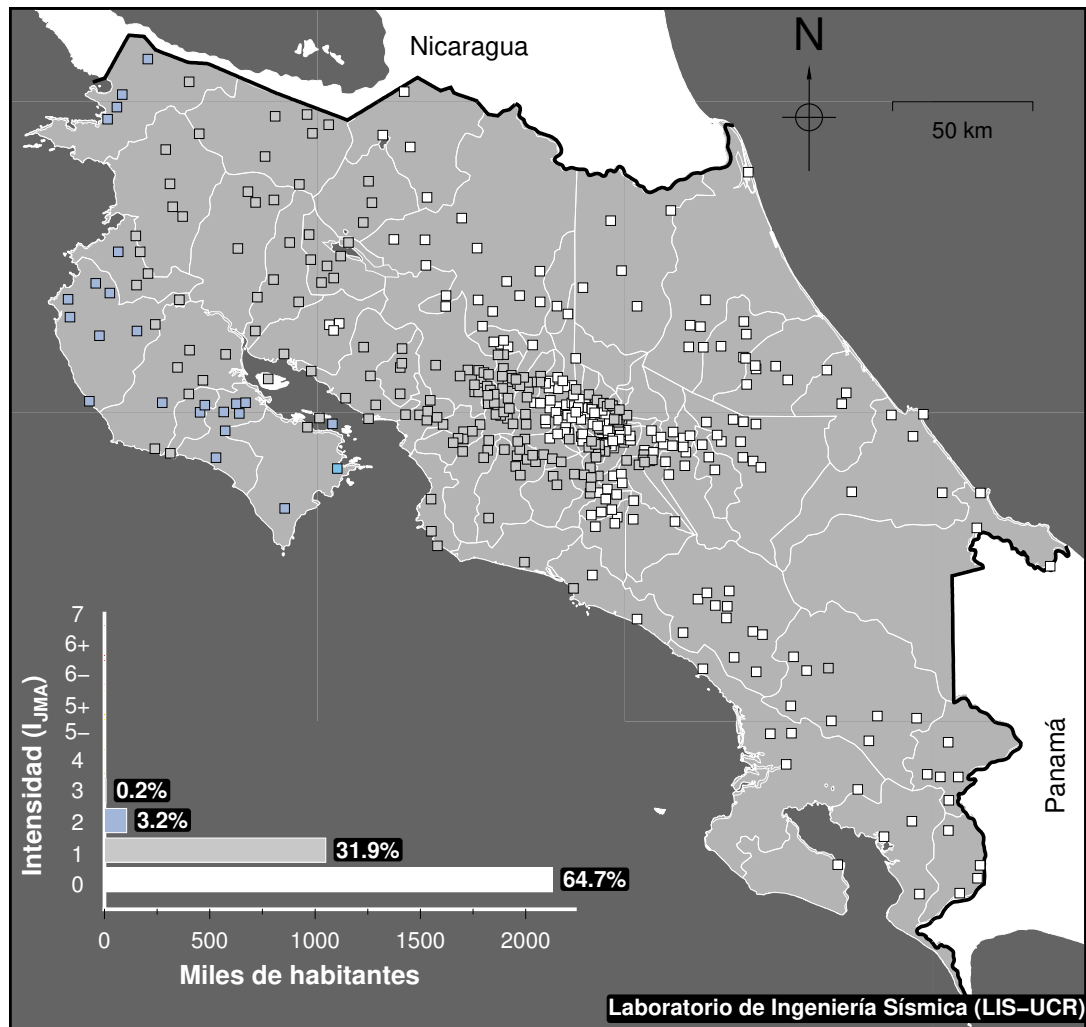 Nicaragua
N
50 km
Panamá
Intensidad (I_JMA)
7
6+
6−
5+
5−
4
3
2
1
0
0.2%
3.2%
31.9%
64.7%
0 500 1000 1500 2000
Miles de habitantes
Laboratorio de Ingeniería Sísmica (LIS−UCR)